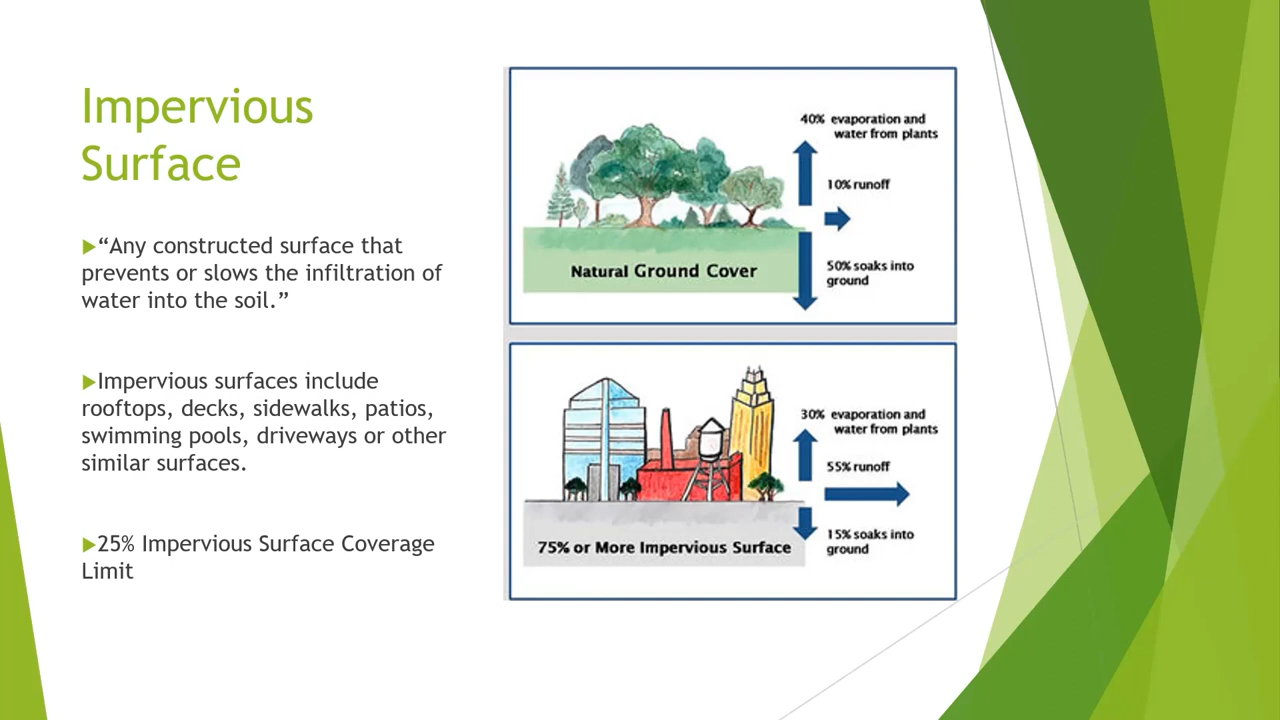 Impervious
Surface
“Any constructed surface that
prevents or slows the infiltration of
water into the soil.”
Impervious surfaces include
rooftops, decks, sidewalks, patios,
swimming pools, driveways or other
similar surfaces.
25% Impervious Surface Coverage
Limit
40% evaporation and
water from plants
10% runoff
50% soaks into
ground
Natural Ground Cover
30% evaporation and
water from plants
55% runoff
15% soaks into
ground
75% or More Impervious Surface